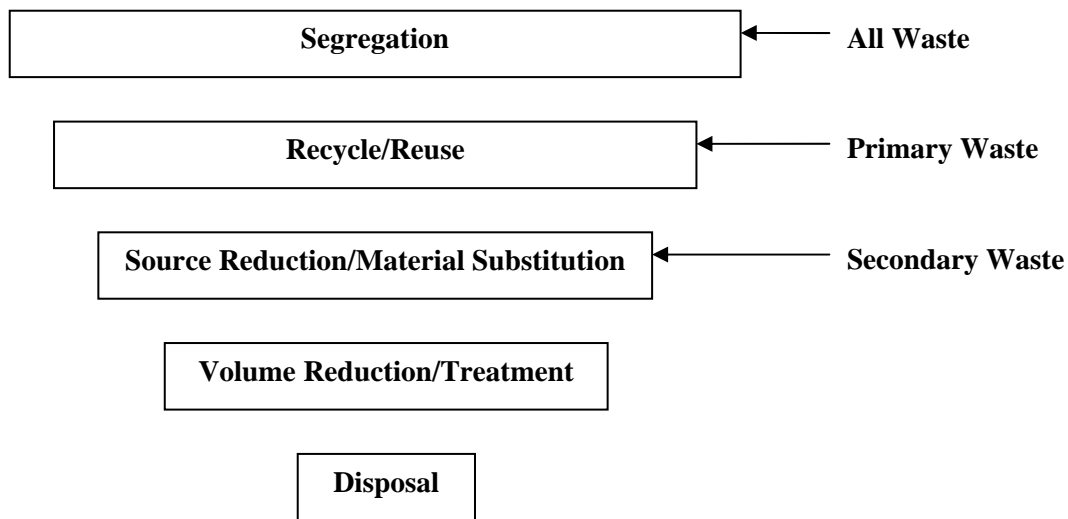 Segregation All Waste
Recycle/Reuse Primary Waste
Source Reduction/Material Substitution Secondary Waste
Volume Reduction/Treatment
Disposal